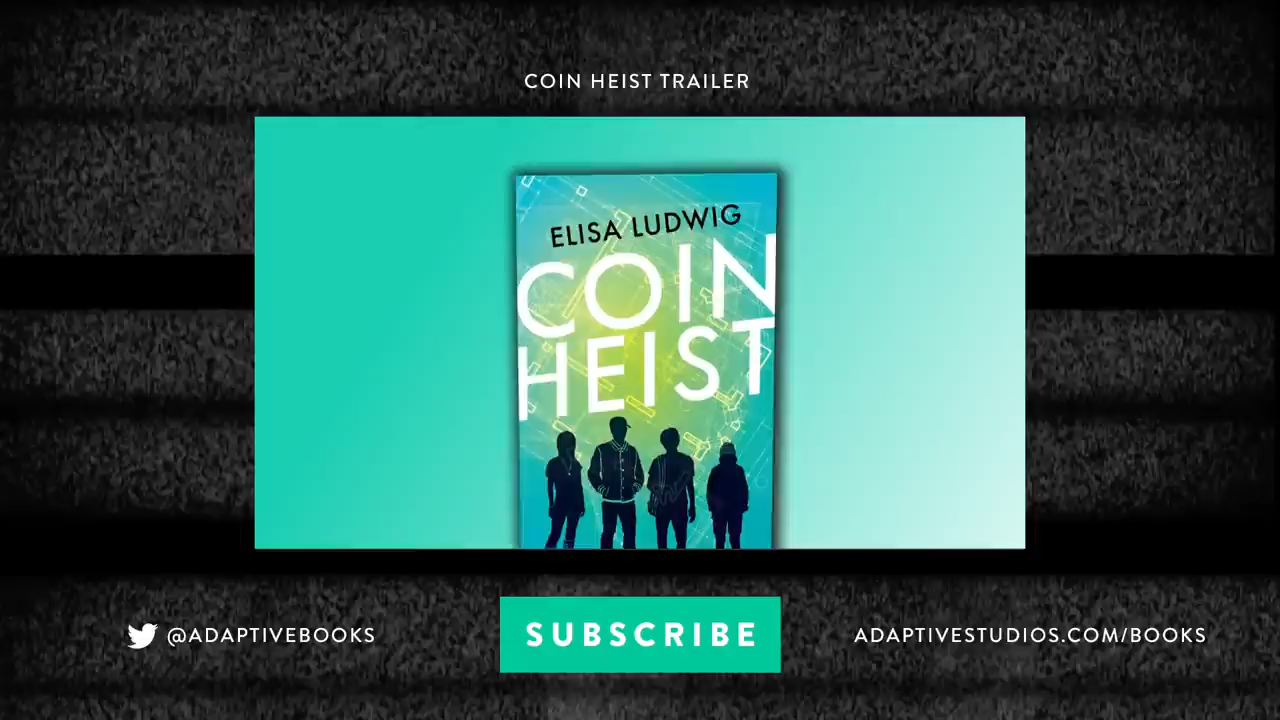 COIN HEIST TRAILER
ELISA LUDWIG
COIN
HEIST
@ADAPTIVEBOOKS
SUBSCRIBE
ADAPTIVESTUDIOS.COM/BOOKS